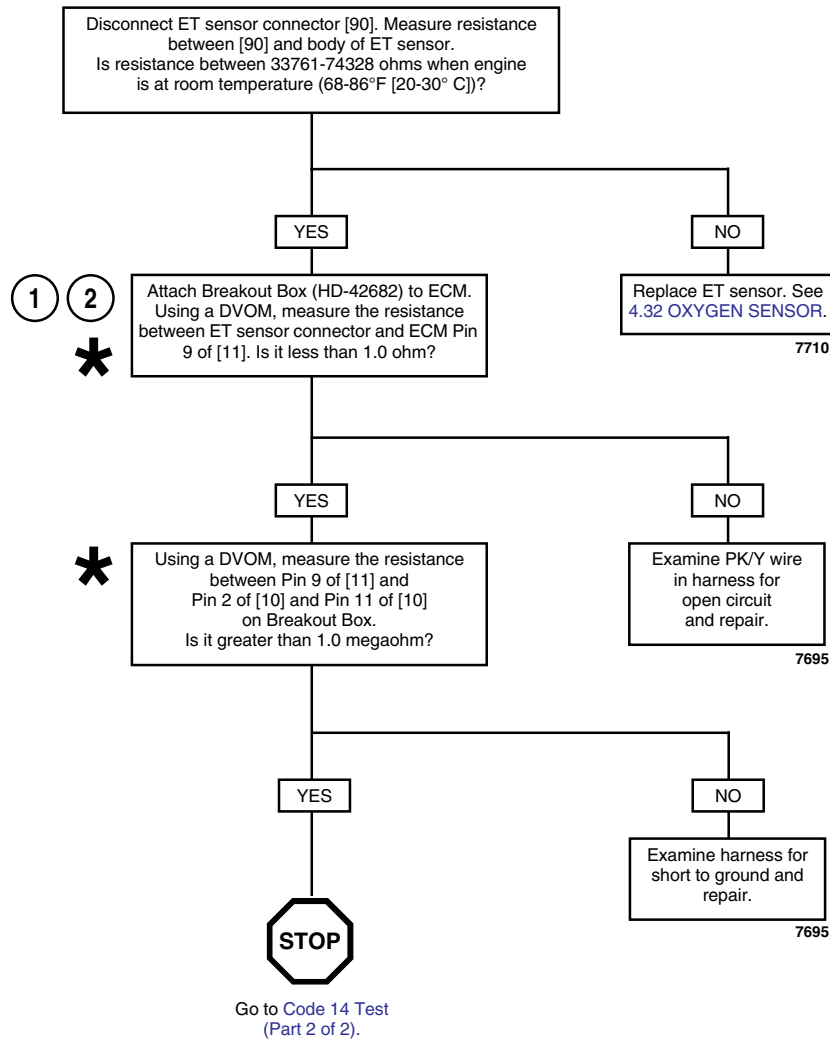 Disconnect ET sensor connector [90]. Measure resistance
between [90] and body of ET sensor.
Is resistance between 33761-74328 ohms when engine
is at room temperature (68-86°F [20-30° C])?
YES
NO
1 2
*
Attach Breakout Box (HD-42682) to ECM.
Using a DVOM, measure the resistance
between ET sensor connector and ECM Pin
9 of [11]. Is it less than 1.0 ohm?
Replace ET sensor. See
4.32 OXYGEN SENSOR.
7710
YES
NO
*
Using a DVOM, measure the resistance
between Pin 9 of [11] and
Pin 2 of [10] and Pin 11 of [10]
on Breakout Box.
Is it greater than 1.0 megaohm?
Examine PK/Y wire
in harness for
open circuit
and repair.
7695
YES
NO
Examine harness for
short to ground and
repair.
7695
STOP
Go to Code 14 Test
(Part 2 of 2).